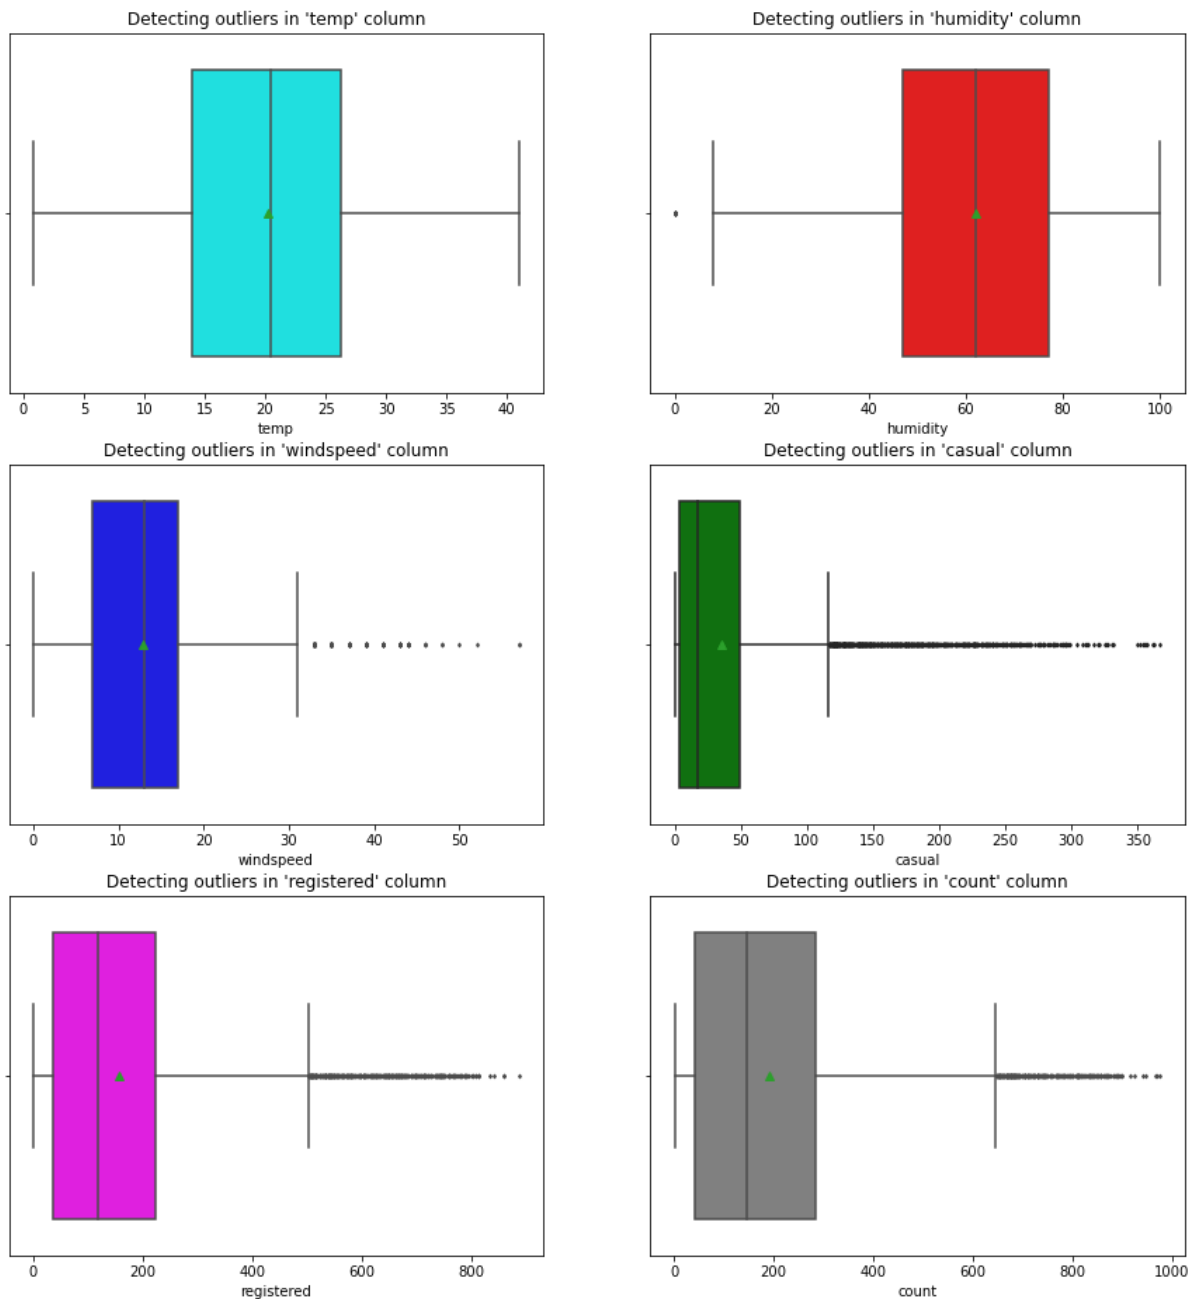 Detecting outliers in 'temp' column
0 5 10 15 20 25 30 35 40
temp
Detecting outliers in 'humidity' column
0 20 40 60 80 100
humidity
Detecting outliers in 'windspeed' column
0 10 20 30 40 50
windspeed
Detecting outliers in 'casual' column
0 50 100 150 200 250 300 350
casual
Detecting outliers in 'registered' column
0 200 400 600 800
registered
Detecting outliers in 'count' column
0 200 400 600 800 1000
count